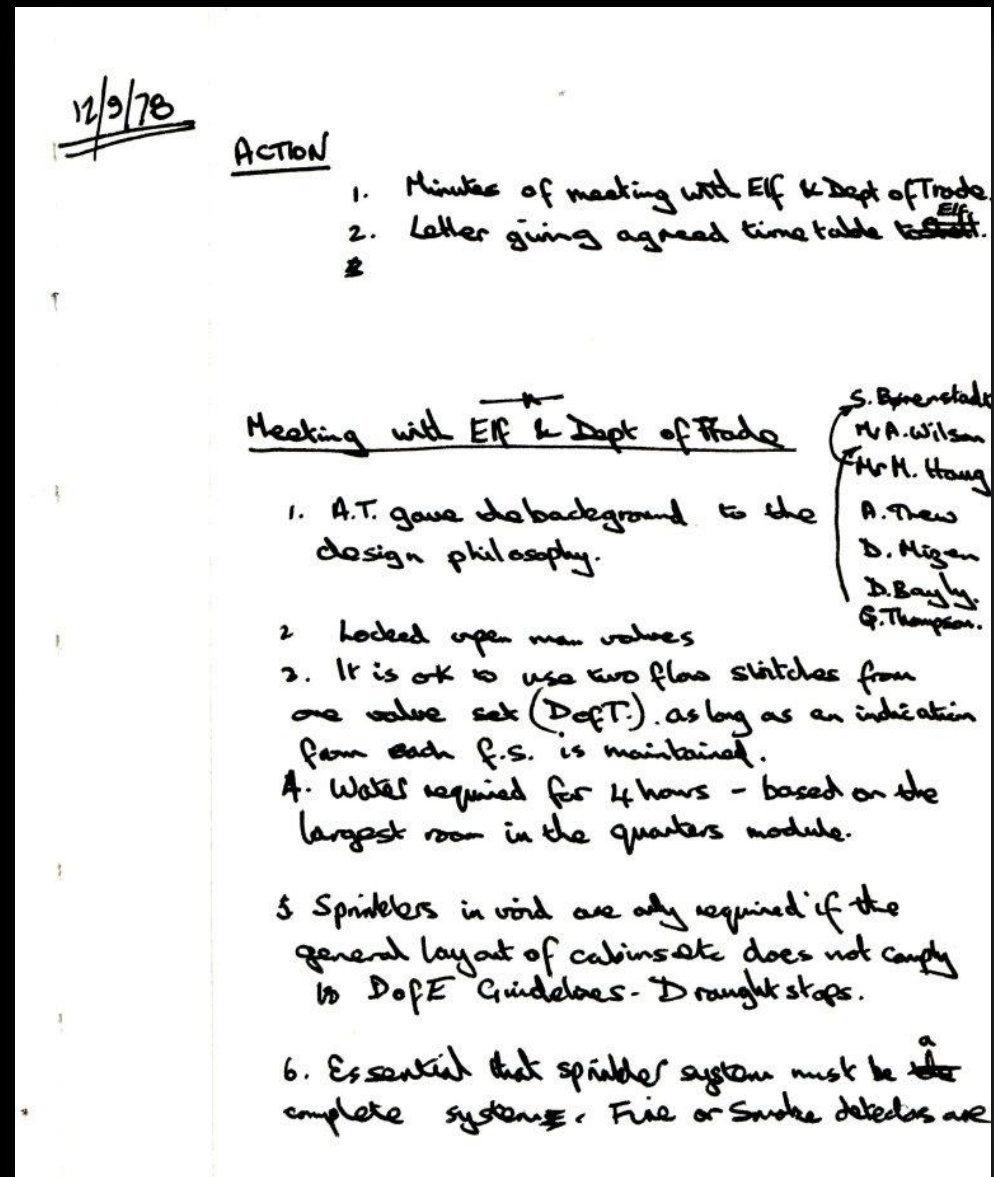 12/9/78
ACTION
1. Minutes of meeting with Elf & Dept of Trade.
2. Letter giving agreed time table Elf.
Meeting with Elf & Dept of Trade
S. Børenstadt
Mr A. Wilson
Mr M. Haug
A. Thew
D. Mizen
D. Bayly.
G. Thompson.
1. A.T. gave the background to the
design philosophy.
2 Locked open valves
3. It is ok to use two flow switches from
one valve set (DofT.). as long as an indication
from each f.s. is maintained.
4. Water required for 4 hours - based on the
largest room in the quarters module.
5 Sprinklers in void are only required if the
general layout of cabins etc does not comply
to DofE Guidelines - Draught stops.
6. Essential that sprinkler system must be a
complete system. Fire or Smoke detectors are